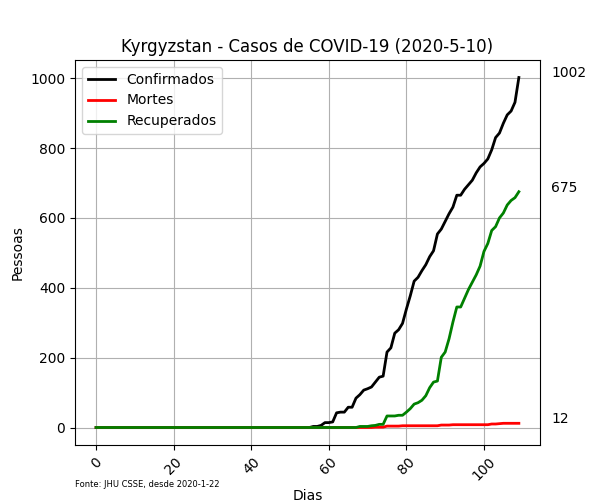 Kyrgyzstan - Casos de COVID-19 (2020-5-10)
Confirmados
Mortes
Recuperados
1002
675
12
Pessoas
1000
800
600
400
200
0
0
20
40
60
80
100
Fonte: JHU CSSE, desde 2020-1-22
Dias